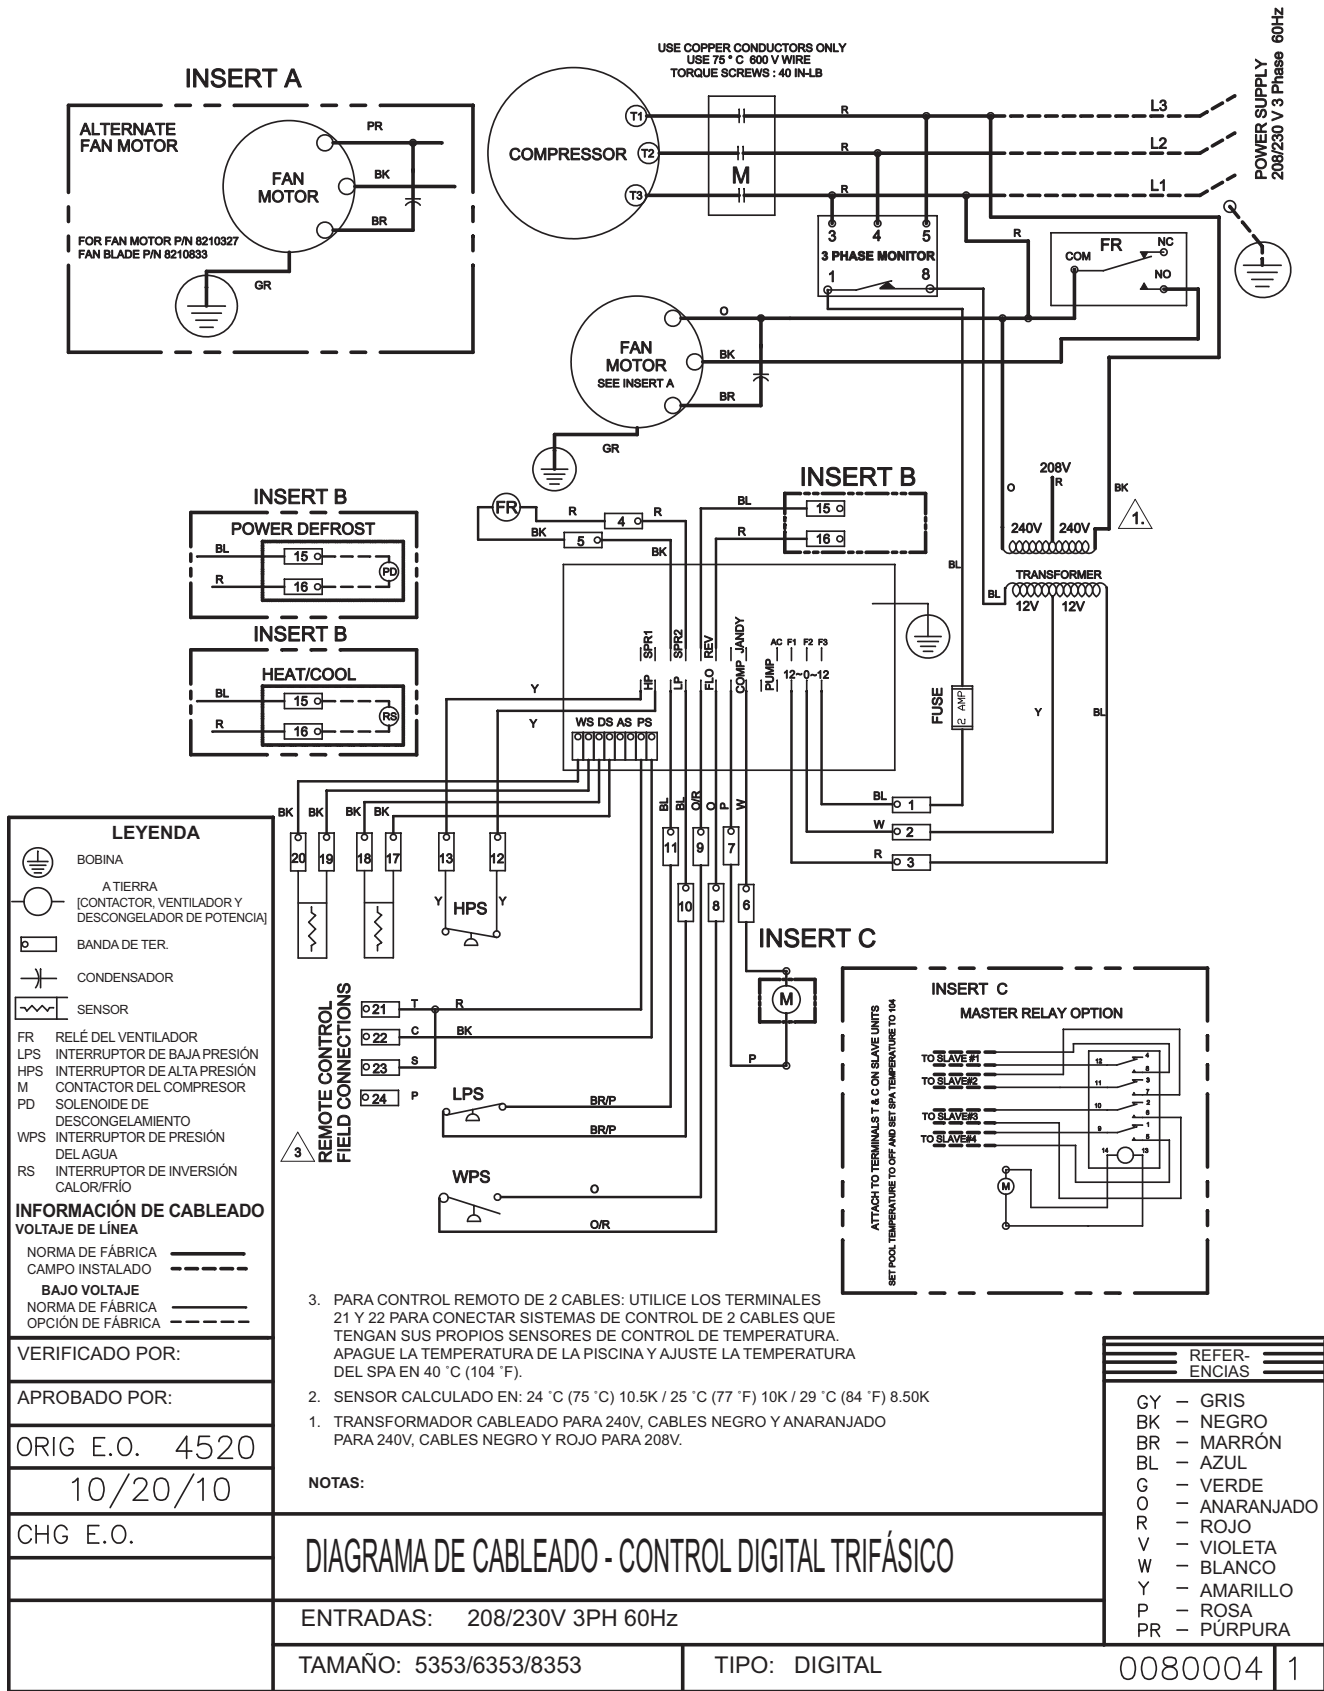 USE COPPER CONDUCTORS ONLY
USE 75 ° C 600 V WIRE
TORQUE SCREWS : 40 IN-LB
INSERT A
ALTERNATE
FAN MOTOR
PR
FAN
MOTOR
BK
BR
FOR FAN MOTOR P/N 8210327
FAN BLADE P/N 8210833
GR
COMPRESSOR
T1
T2
T3
M
R
R
R
L3
L2
L1
POWER SUPPLY
208/230 V 3 Phase 60Hz
3 4 5
3 PHASE MONITOR
1 8
R
FR
COM
NC
NO
FAN
MOTOR
SEE INSERT A
O
BK
BR
GR
208V
O
R
BK
1.
240V 240V
TRANSFORMER
12V 12V
BL
BL
Y
BL
INSERT B
POWER DEFROST
BL
15
R
16
PD
INSERT B
HEAT/COOL
BL
15
R
16
RS
FR
R
4
R
BK
5
BK
INSERT B
BL
15
R
16
HP SPR1
LP SPR2
FLO REV
COMP JANDY
PUMP
AC F1 F2 F3
12~0~12
FUSE
2 AMP
Y
Y
WS DS AS PS
BL
1
W
2
R
3
BK BK BK BK
20 19 18 17
13 12
Y Y
HPS
BL BL O/R O P W
11 9 7
10 8 6
INSERT C
M
P
REMOTE CONTROL
FIELD CONNECTIONS
3
21 T R
22 C BK
23 S
24 P
LPS
BR/P
BR/P
WPS
O
O/R
INSERT C
MASTER RELAY OPTION
ATTACH TO TERMINALS T & C ON SLAVE UNITS
SET POOL TEMPERATURE TO OFF AND SET SPA TEMPERATURE TO 104
TO SLAVE #1
TO SLAVE#2
TO SLAVE#3
TO SLAVE#4
12 4
8
11 3
7
10 2
6
9 1
5
14 13
M
LEYENDA
BOBINA
A TIERRA
[CONTACTOR, VENTILADOR Y
DESCONGELADOR DE POTENCIA]
BANDA DE TER.
CONDENSADOR
SENSOR
FR RELÉ DEL VENTILADOR
LPS INTERRUPTOR DE BAJA PRESIÓN
HPS INTERRUPTOR DE ALTA PRESIÓN
M CONTACTOR DEL COMPRESOR
PD SOLENOIDE DE
DESCONGELAMIENTO
WPS INTERRUPTOR DE PRESIÓN
DEL AGUA
RS INTERRUPTOR DE INVERSIÓN
CALOR/FRÍO
INFORMACIÓN DE CABLEADO
VOLTAJE DE LÍNEA
NORMA DE FÁBRICA
CAMPO INSTALADO
BAJO VOLTAJE
NORMA DE FÁBRICA
OPCIÓN DE FÁBRICA
VERIFICADO POR:
APROBADO POR:
ORIG E.O. 4520
10/20/10
CHG E.O.
3. PARA CONTROL REMOTO DE 2 CABLES: UTILICE LOS TERMINALES
21 Y 22 PARA CONECTAR SISTEMAS DE CONTROL DE 2 CABLES QUE
TENGAN SUS PROPIOS SENSORES DE CONTROL DE TEMPERATURA.
APAGUE LA TEMPERATURA DE LA PISCINA Y AJUSTE LA TEMPERATURA
DEL SPA EN 40 ˚C (104 ˚F).
2. SENSOR CALCULADO EN: 24 ˚C (75 ˚C) 10.5K / 25 ˚C (77 ˚F) 10K / 29 ˚C (84 ˚F) 8.50K
1. TRANSFORMADOR CABLEADO PARA 240V, CABLES NEGRO Y ANARANJADO
PARA 240V, CABLES NEGRO Y ROJO PARA 208V.
NOTAS:
DIAGRAMA DE CABLEADO - CONTROL DIGITAL TRIFÁSICO
ENTRADAS: 208/230V 3PH 60Hz
TAMAÑO: 5353/6353/8353
TIPO: DIGITAL
REFER-
ENCIAS
GY – GRIS
BK – NEGRO
BR – MARRÓN
BL – AZUL
G – VERDE
O – ANARANJADO
R – ROJO
V – VIOLETA
W – BLANCO
Y – AMARILLO
P – ROSA
PR – PÚRPURA
0080004 1